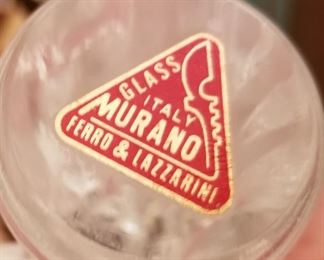 GLASS
ITALY
MURANO
FERRO & LAZZARINI